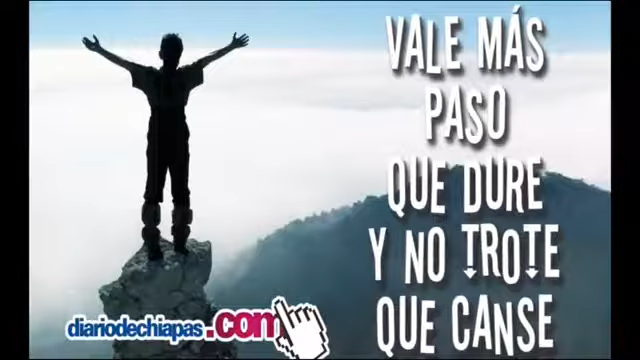 VALE MÁS
PASO
QUE DURE
Y NO TROTE
QUE CANSE
diariodechiapas.com